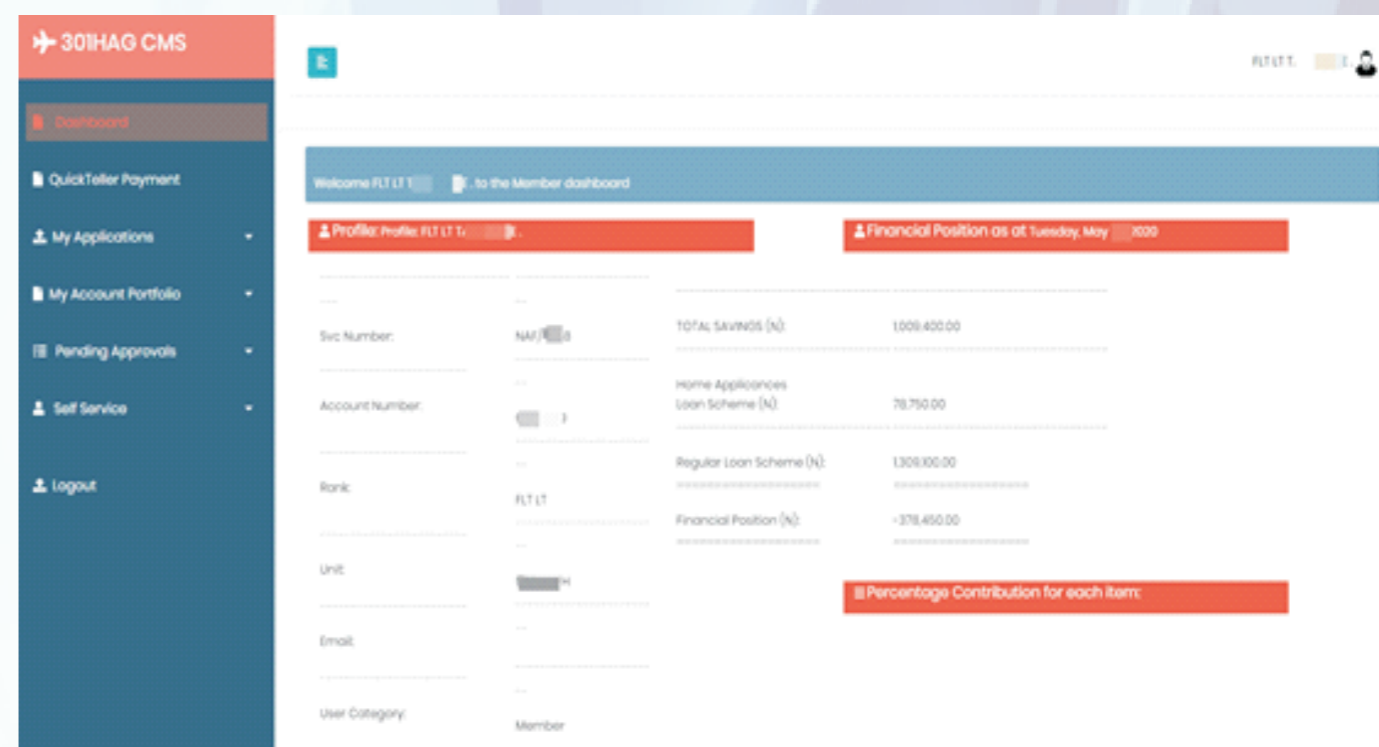 301HAG CMS
FLT LT T.
Dashboard
QuickTeller Payment
My Applications
My Account Portfolio
Pending Approvals
Self Service
Logout
Welcome FLT LT T to the Member dashboard
Profile: Profile: FLT LT
Svc Number: NAF/
Account Number:
Rank: FLT LT
Unit:
Email:
User Category: Member
Financial Position as at Tuesday, May 2020
TOTAL SAVINGS (N): 1,009,400.00
Home Applicances
Loan Scheme (N): 78,750.00
Regular Loan Scheme (N): 1,309,100.00
Financial Position (N): -378,450.00
Percentage Contribution for each item: